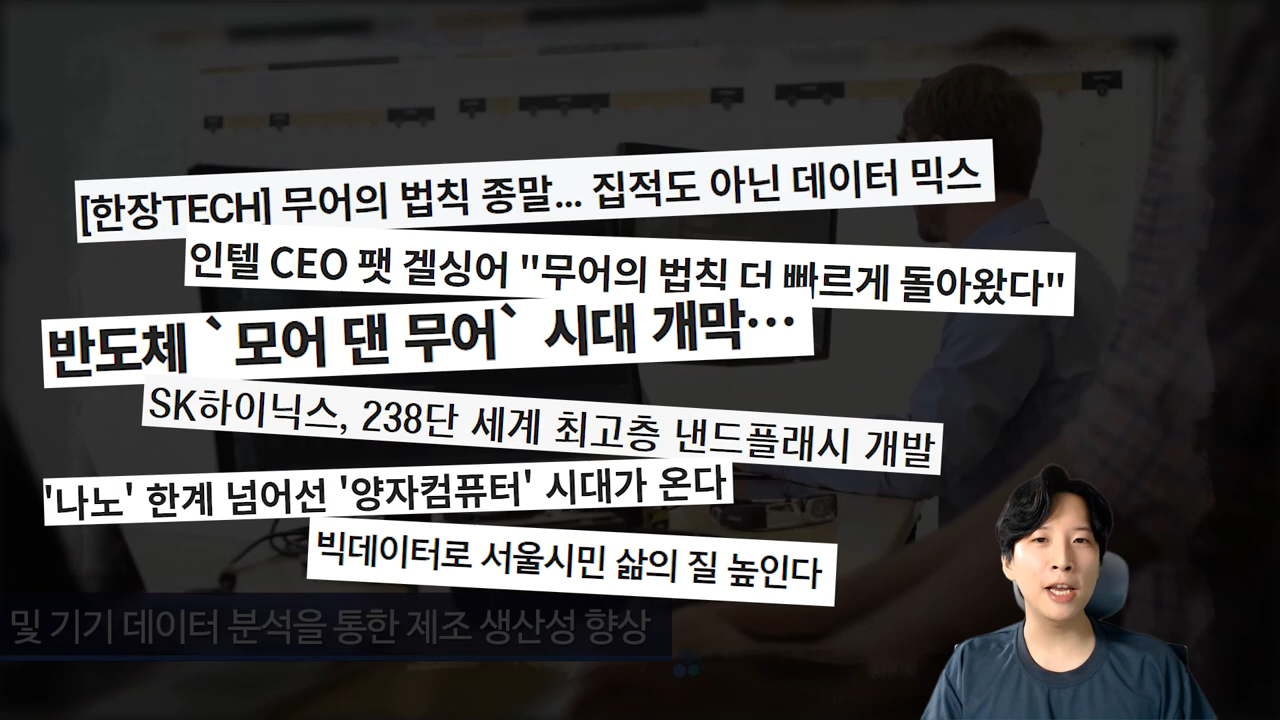 [한장TECH] 무어의 법칙 종말... 집적도 아닌 데이터 믹스
인텔 CEO 팻 겔싱어 "무어의 법칙 더 빠르게 돌아왔다"
반도체 `모어 댄 무어` 시대 개막…
SK하이닉스, 238단 세계 최고층 낸드플래시 개발
'나노' 한계 넘어선 '양자컴퓨터' 시대가 온다
빅데이터로 서울시민 삶의 질 높인다
및 기기 데이터 분석을 통한 제조 생산성 향상